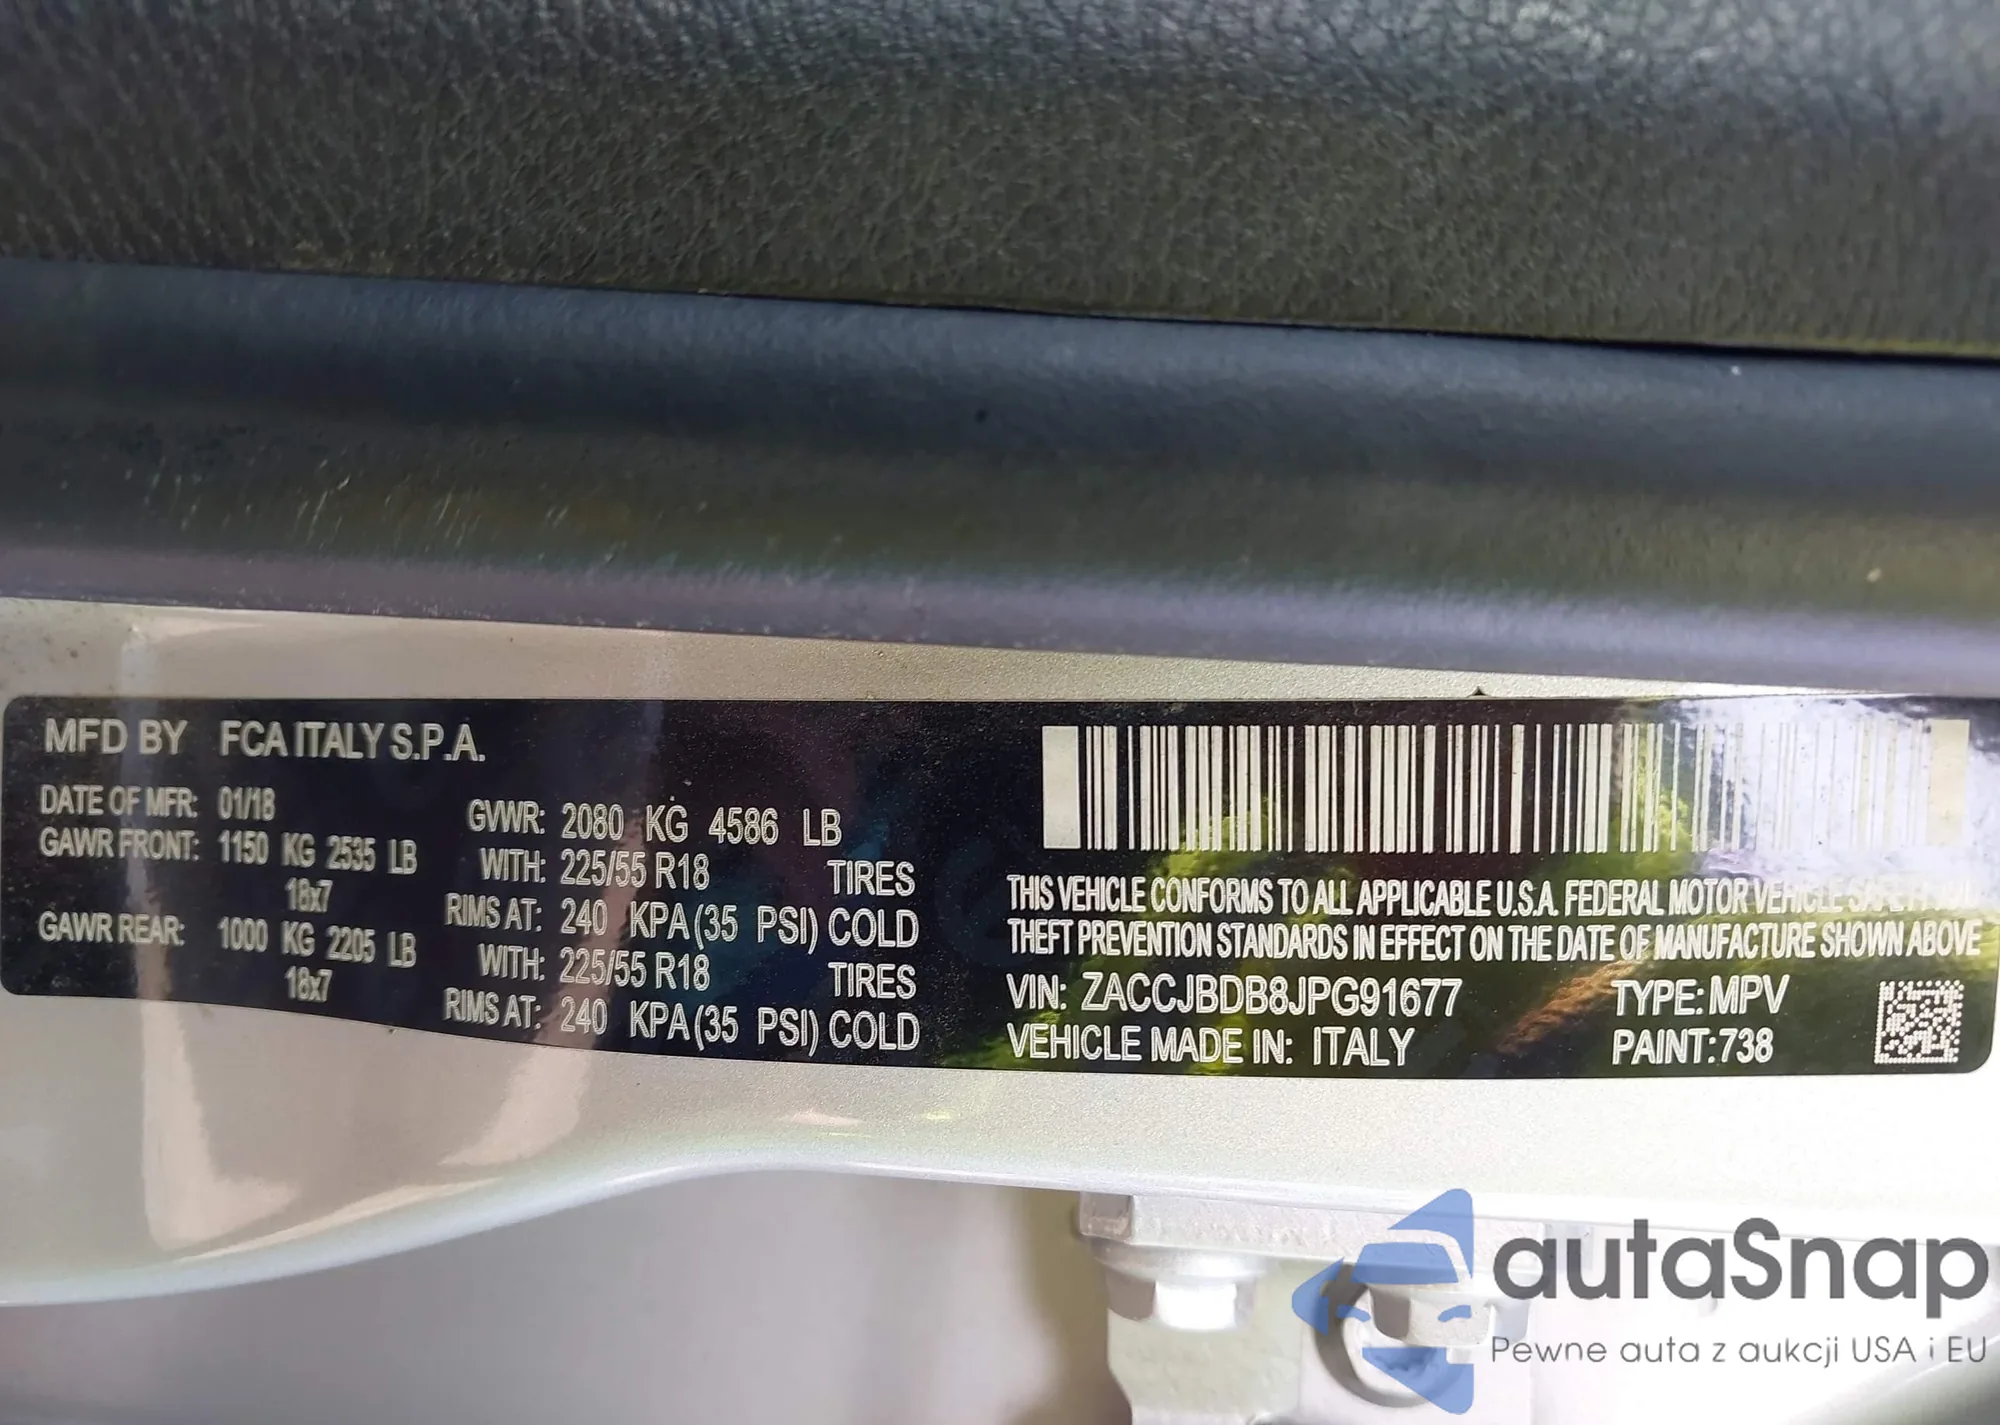 MFD BY FCA ITALY S.P.A.
DATE OF MFR: 01/18 GVWR: 2080 KG 4586 LB
GAWR FRONT: 1150 KG 2535 LB WITH: 225/55 R18 TIRES
18x7 RIMS AT: 240 KPA (35 PSI) COLD
GAWR REAR: 1000 KG 2205 LB WITH: 225/55 R18 TIRES
18x7 RIMS AT: 240 KPA (35 PSI) COLD
THIS VEHICLE CONFORMS TO ALL APPLICABLE U.S.A. FEDERAL MOTOR VEHICLE SAFETY
THEFT PREVENTION STANDARDS IN EFFECT ON THE DATE OF MANUFACTURE SHOWN ABOVE
VIN: ZACCJBDB8JPG91677 TYPE: MPV
VEHICLE MADE IN: ITALY PAINT: 738
autaSnap
Pewne auta z aukcji USA i EU